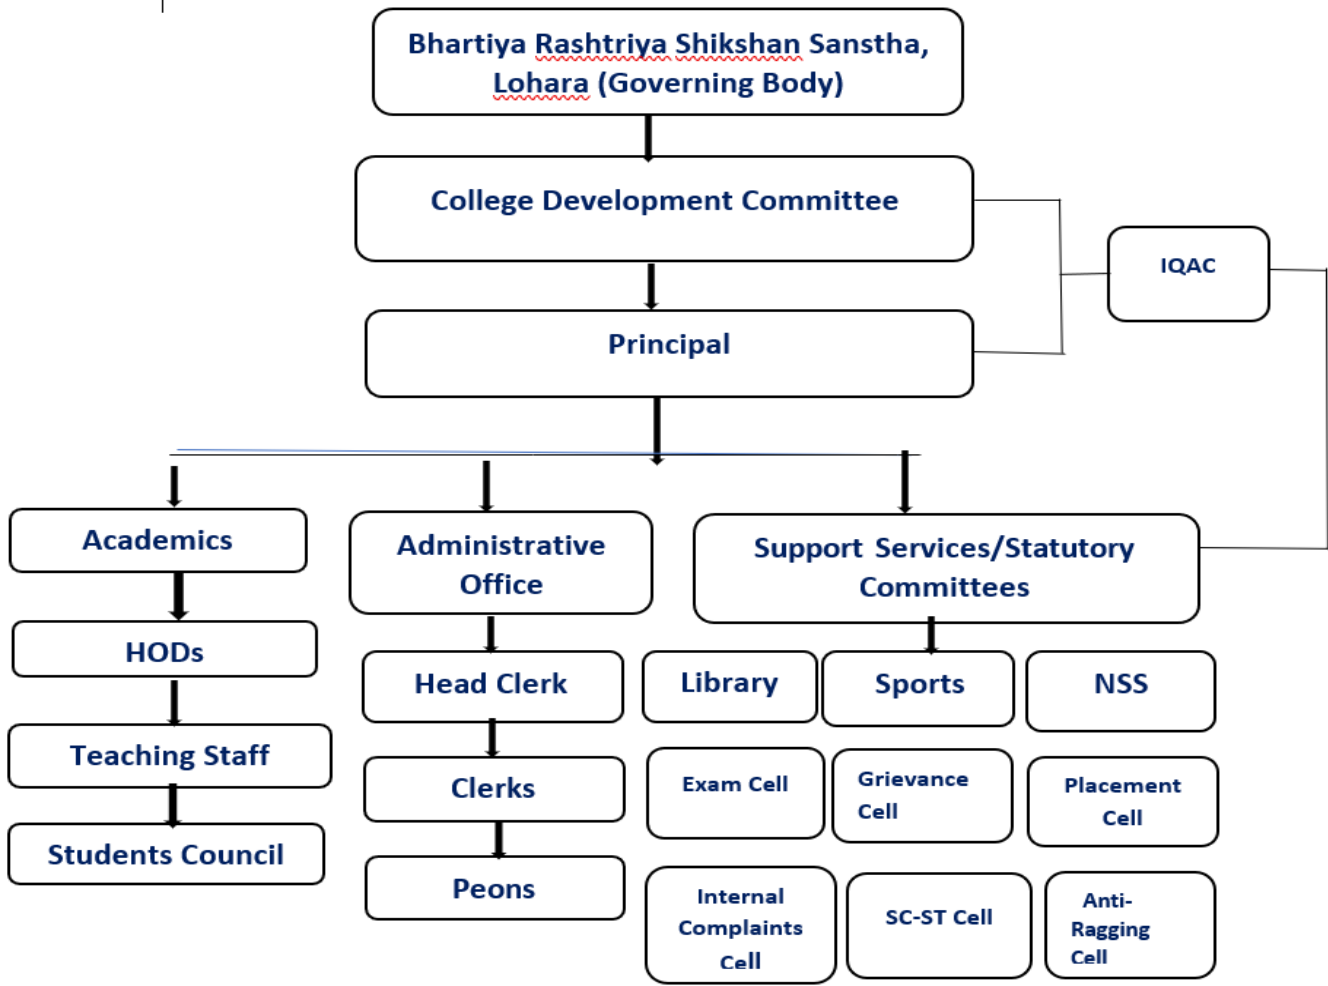 Bhartiya Rashtriya Shikshan Sanstha,
Lohara (Governing Body)
College Development Committee
IQAC
Principal
Academics
Administrative
Office
Support Services/Statutory
Committees
HODs
Head Clerk
Library
Sports
NSS
Teaching Staff
Clerks
Exam Cell
Grievance
Cell
Placement
Cell
Students Council
Peons
Internal
Complaints
Cell
SC-ST Cell
Anti-
Ragging
Cell